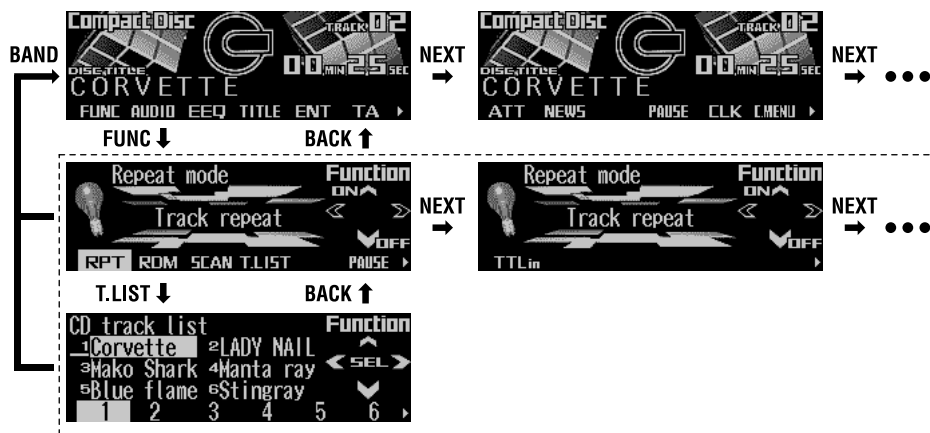 Compact Disc
TRACK 02
BAND
NEXT
00 MIN 25 SEC
DISC TITLE
CORVETTE
FUNC AUDIO EEQ TITLE ENT TA
Compact Disc
TRACK 02
NEXT
00 MIN 25 SEC
DISC TITLE
CORVETTE
ATT NEWS PAUSE CLK C.MENU
FUNC
BACK
Repeat mode
Function
ON
Track repeat
OFF
RPT RDM SCAN T.LIST PAUSE
NEXT
Repeat mode
Function
ON
Track repeat
OFF
TTLin
NEXT
T.LIST
BACK
CD track list
Function
1Corvette 2LADY NAIL
3Mako Shark 4Manta ray
SEL
5Blue flame 6Stingray
1 2 3 4 5 6